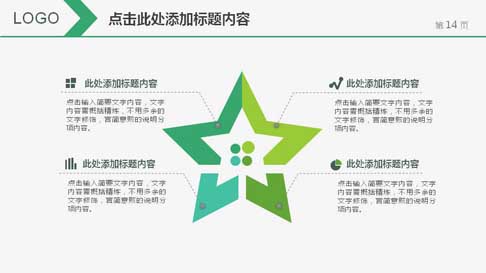 LOGO
点击此处添加标题内容
第 14 页
此处添加标题内容
点击输入简要文字内容，文字
内容需概括精炼，不用多余的
文字修饰，言简意赅的说明分
项内容。
此处添加标题内容
点击输入简要文字内容，文字
内容需概括精炼，不用多余的
文字修饰，言简意赅的说明分
项内容。
此处添加标题内容
点击输入简要文字内容，文字
内容需概括精炼，不用多余的
文字修饰，言简意赅的说明分
项内容。
此处添加标题内容
点击输入简要文字内容，文字
内容需概括精炼，不用多余的
文字修饰，言简意赅的说明分
项内容。